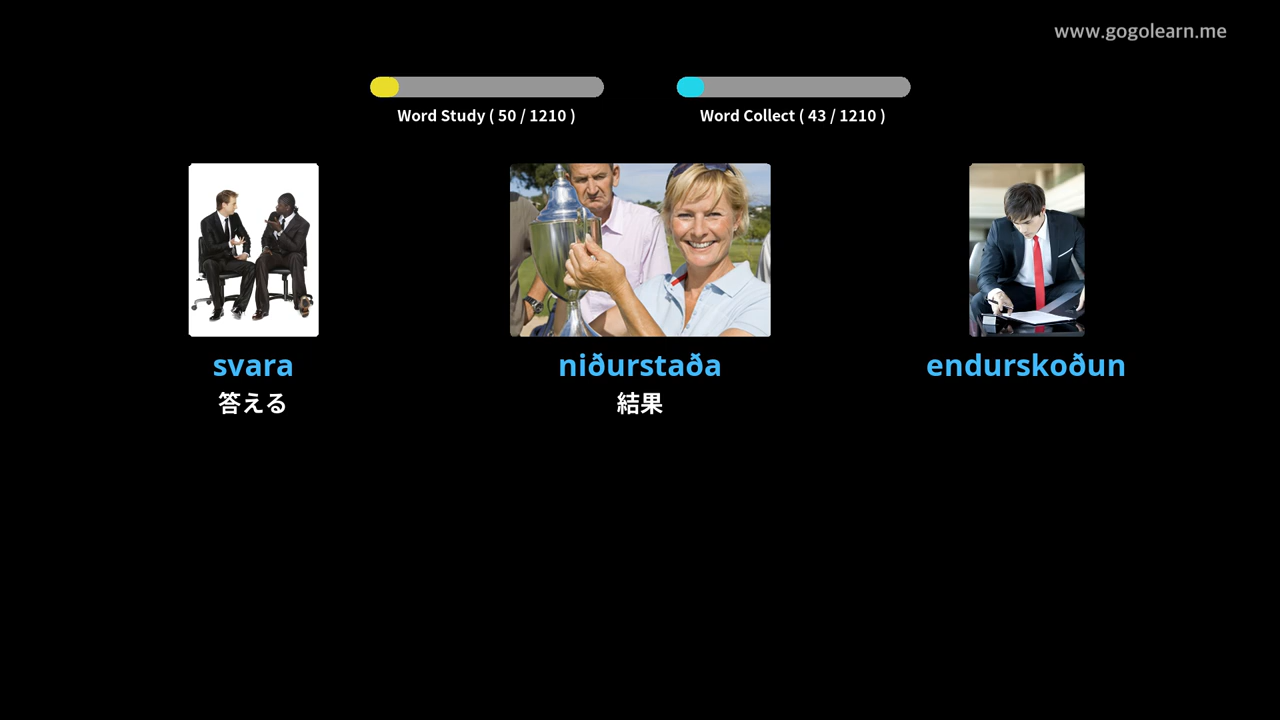 www.gogolearn.me
Word Study ( 50 / 1210 )
Word Collect ( 43 / 1210 )
svara
答える
niðurstaða
結果
endurskoðun